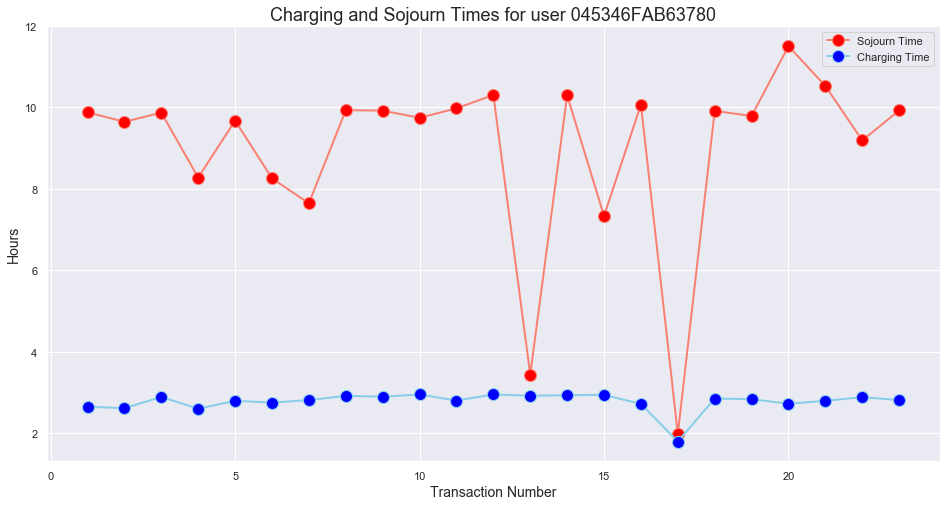 Charging and Sojourn Times for user 045346FAB63780
12
Sojourn Time
Charging Time
10
8
6
4
2
Hours
0
5
10
15
20
Transaction Number